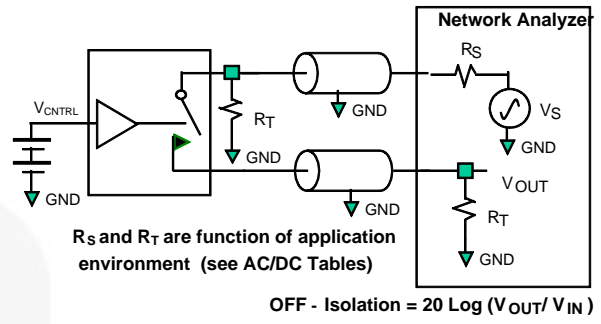 Network Analyzer
RS
VCNTRL
RT
GND
VS
GND
GND
GND
VOUT
GND
GND
RT
RS and RT are function of application
environment (see AC/DC Tables)
GND
OFF - Isolation = 20 Log (VOUT/ VIN )